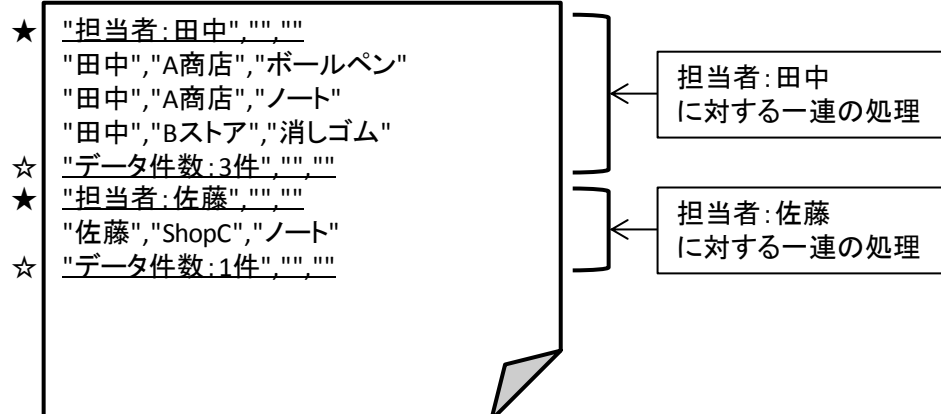 ★ "担当者:田中","",""
"田中","A商店","ボールペン"
"田中","A商店","ノート"
"田中","Bストア","消しゴム"
☆ "データ件数:3件","",""
★ "担当者:佐藤","",""
"佐藤","ShopC","ノート"
☆ "データ件数:1件","",""
担当者:田中
に対する一連の処理
担当者:佐藤
に対する一連の処理